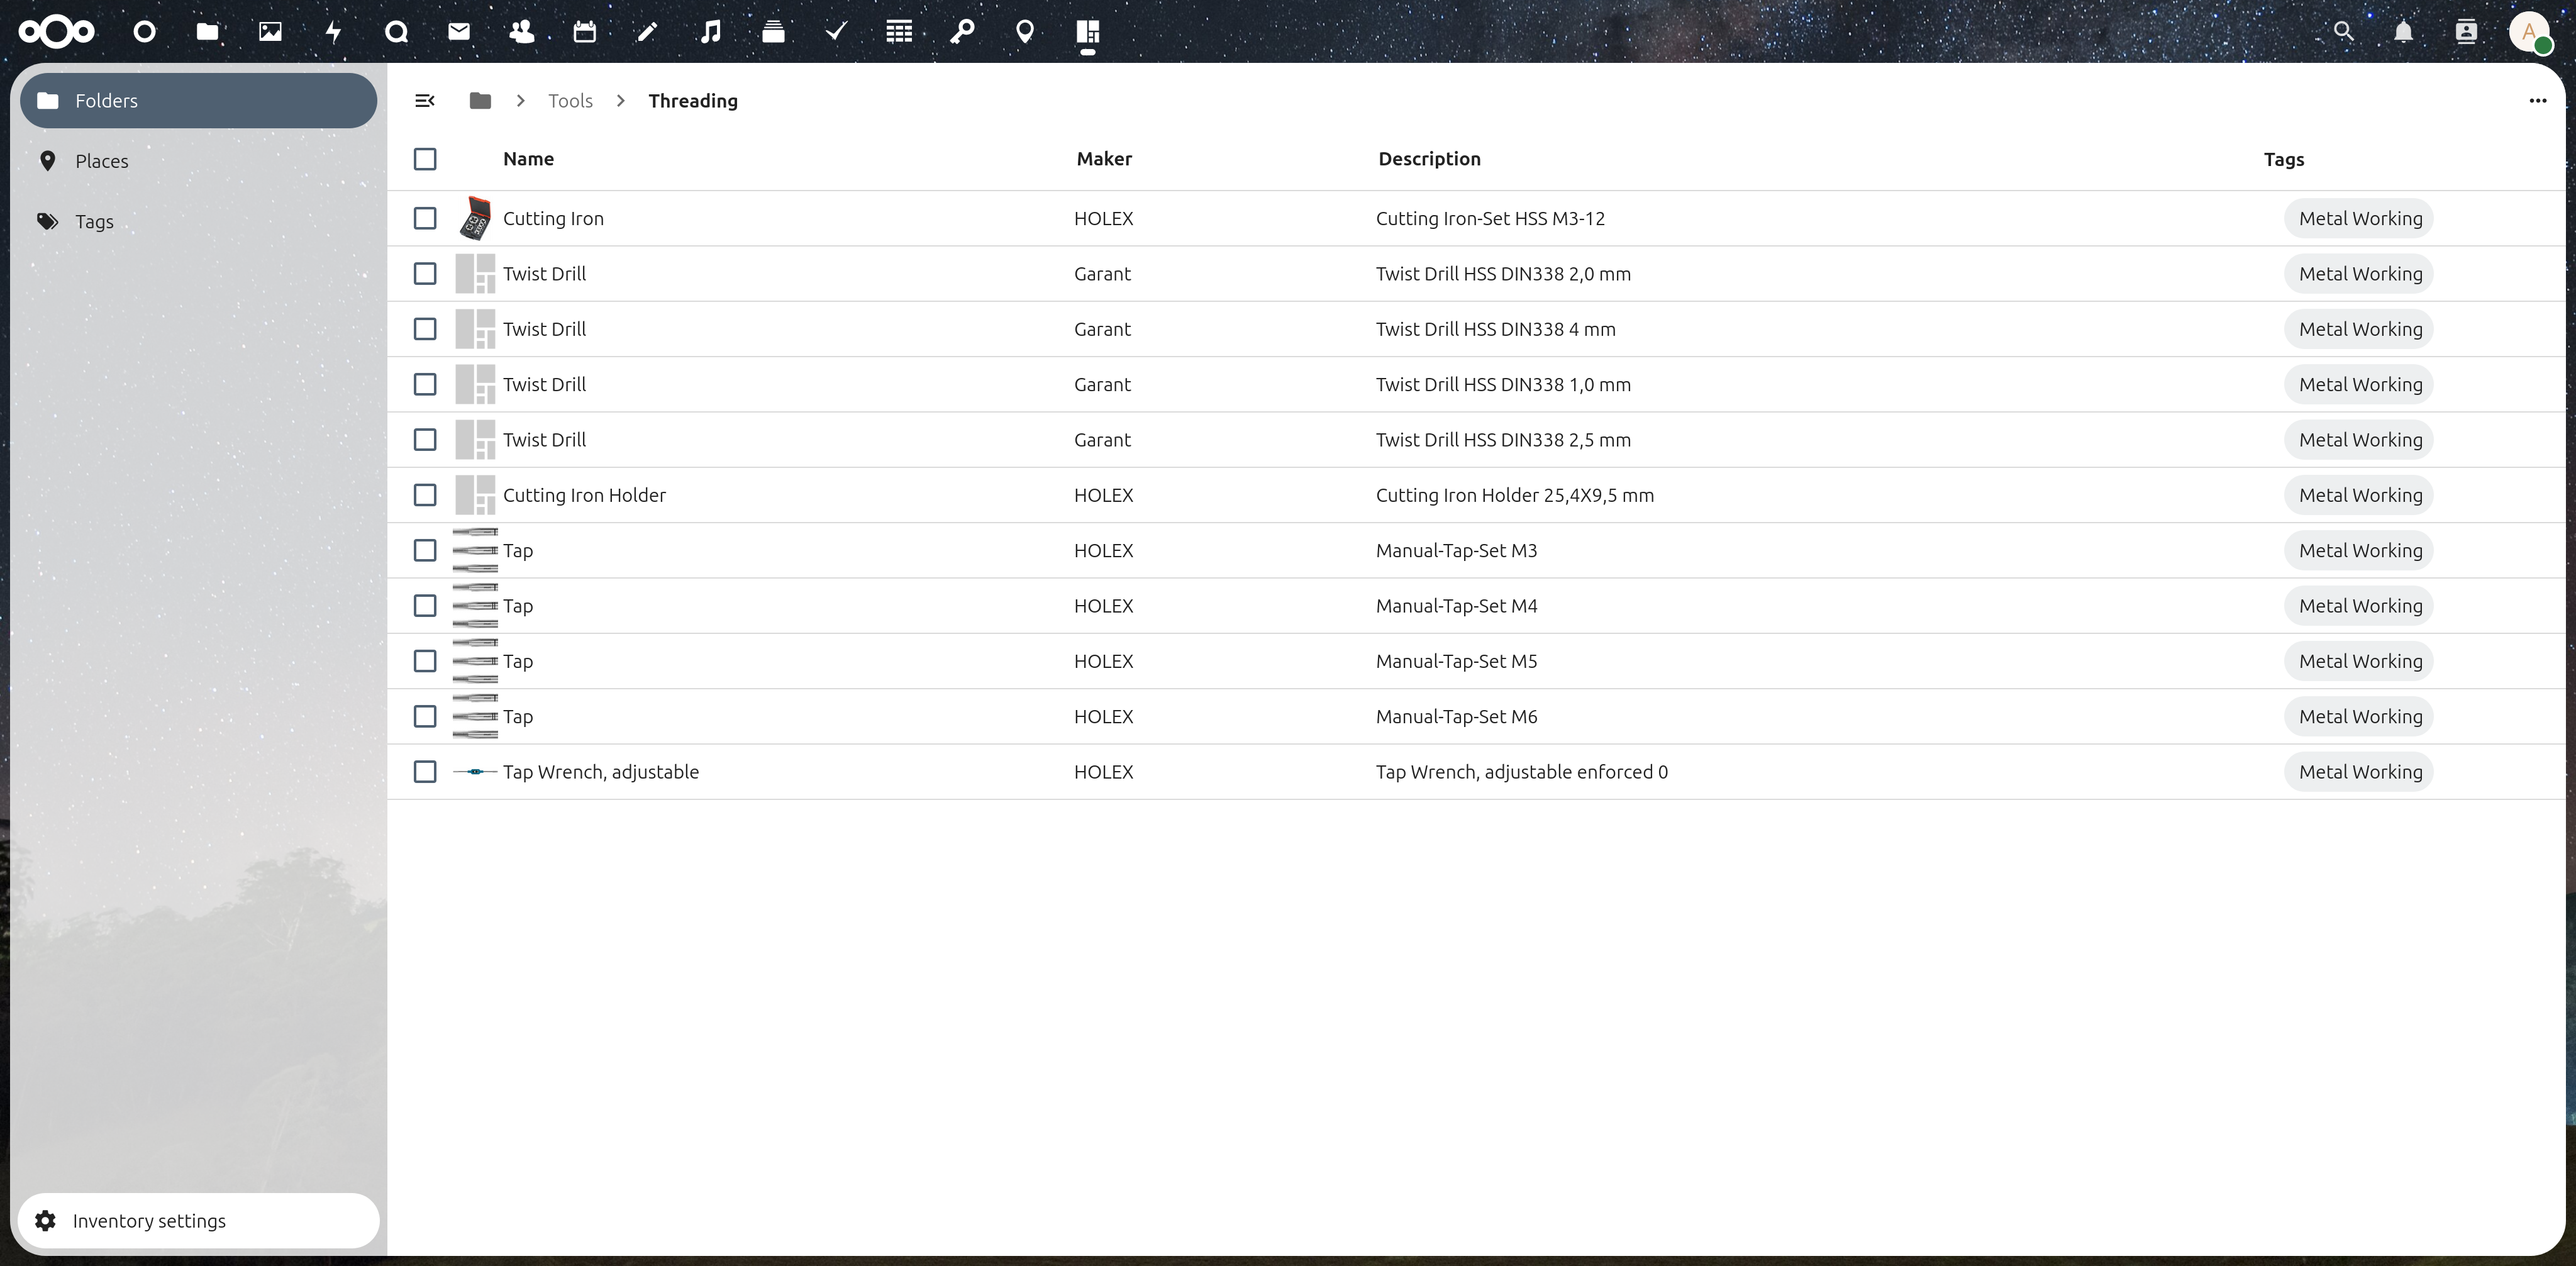 Folders
Places
Tags
Inventory settings
Tools Threading
Name Maker Description Tags
Cutting Iron HOLEX Cutting Iron-Set HSS M3-12 Metal Working
Twist Drill Garant Twist Drill HSS DIN338 2,0 mm Metal Working
Twist Drill Garant Twist Drill HSS DIN338 4 mm Metal Working
Twist Drill Garant Twist Drill HSS DIN338 1,0 mm Metal Working
Twist Drill Garant Twist Drill HSS DIN338 2,5 mm Metal Working
Cutting Iron Holder HOLEX Cutting Iron Holder 25,4X9,5 mm Metal Working
Tap HOLEX Manual-Tap-Set M3 Metal Working
Tap HOLEX Manual-Tap-Set M4 Metal Working
Tap HOLEX Manual-Tap-Set M5 Metal Working
Tap HOLEX Manual-Tap-Set M6 Metal Working
Tap Wrench, adjustable HOLEX Tap Wrench, adjustable enforced 0 Metal Working
A